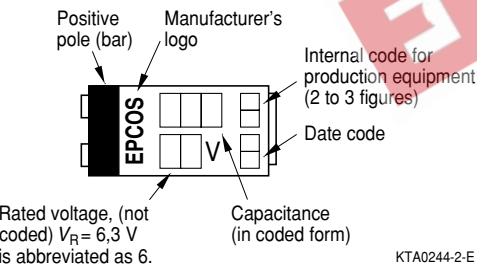 Positive
pole (bar)
Manufacturer's
logo
Internal code for
production equipment
(2 to 3 figures)
EPCOS
V
Date code
Rated voltage, (not
coded) VR = 6,3 V
is abbreviated as 6.
Capacitance
(in coded form)
KTA0244-2-E